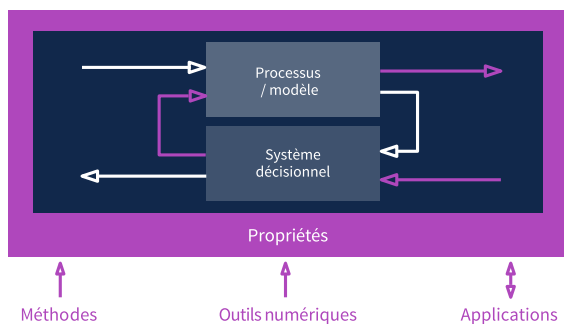 Processus
/ modèle
Système
décisionnel
Propriétés
Méthodes
Outils numériques
Applications